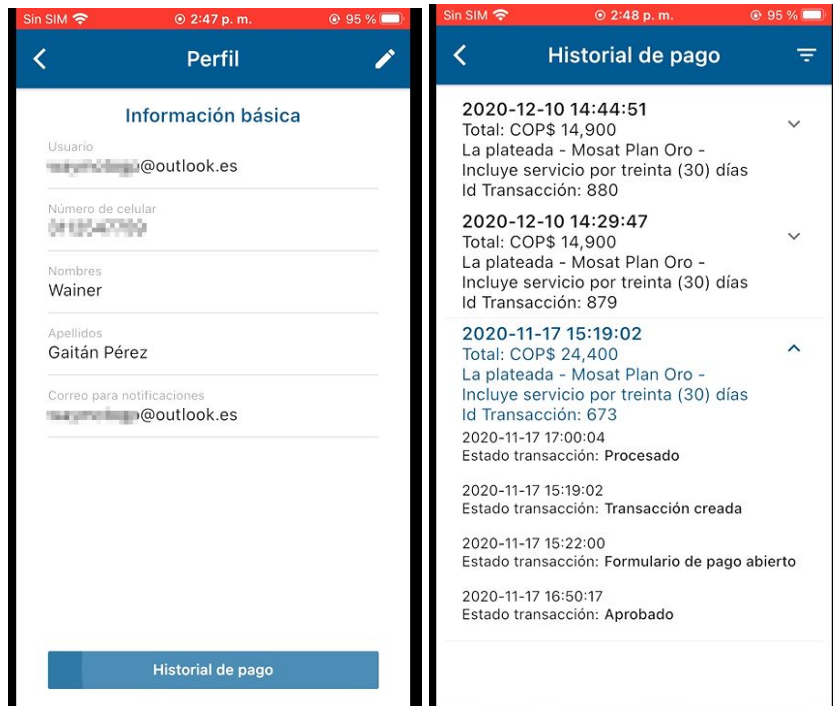 Sin SIM 2:47 p. m. 95 %
Perfil
Información básica
Usuario
@outlook.es
Número de celular
Nombres
Wainer
Apellidos
Gaitán Pérez
Correo para notificaciones
@outlook.es
Historial de pago
Sin SIM 2:48 p. m. 95 %
Historial de pago
2020-12-10 14:44:51
Total: COP$ 14,900
La plateada - Mosat Plan Oro -
Incluye servicio por treinta (30) días
Id Transacción: 880
2020-12-10 14:29:47
Total: COP$ 14,900
La plateada - Mosat Plan Oro -
Incluye servicio por treinta (30) días
Id Transacción: 879
2020-11-17 15:19:02
Total: COP$ 24,400
La plateada - Mosat Plan Oro -
Incluye servicio por treinta (30) días
Id Transacción: 673
2020-11-17 17:00:04
Estado transacción: Procesado
2020-11-17 15:19:02
Estado transacción: Transacción creada
2020-11-17 15:22:00
Estado transacción: Formulario de pago abierto
2020-11-17 16:50:17
Estado transacción: Aprobado